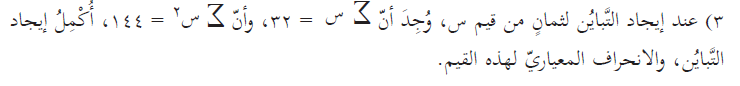 ٣) عند إيجاد التَّبايُن لثمانٍ من قيم س، وُجِدَ أنّ ∑ س = ٣٢، وأنّ ∑ س² = ١٤٤، أُكْمِلُ إيجاد
التَّبايُن، والانحراف المعياريّ لهذه القيم.